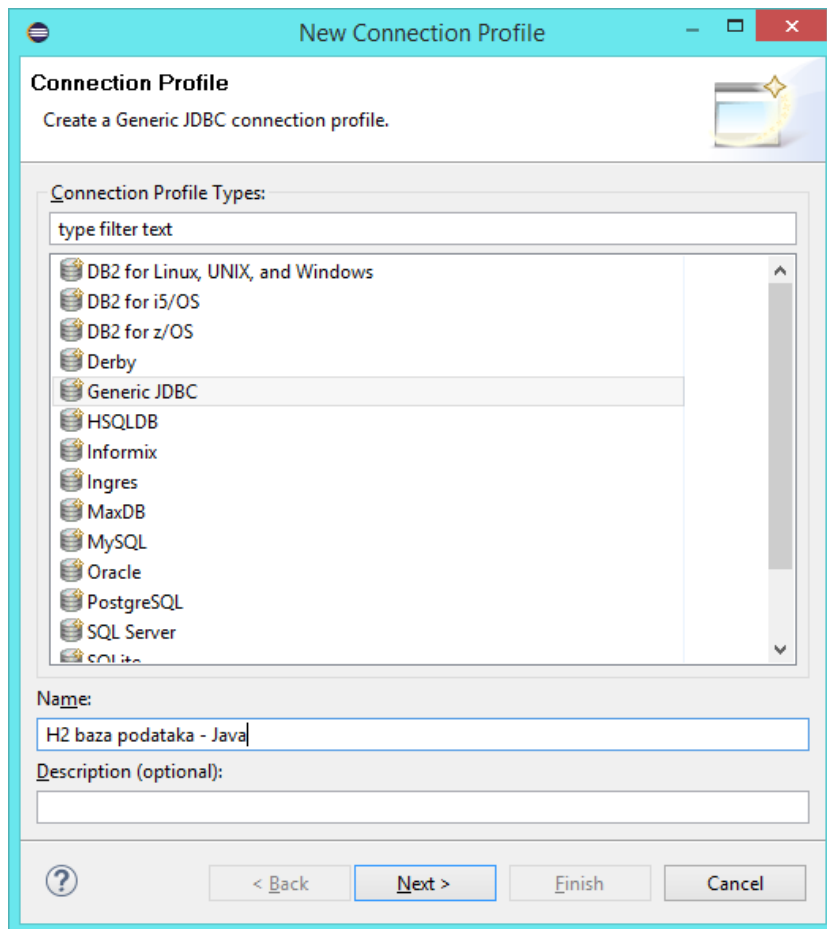 New Connection Profile
Connection Profile
Create a Generic JDBC connection profile.
Connection Profile Types:
type filter text
DB2 for Linux, UNIX, and Windows
DB2 for i5/OS
DB2 for z/OS
Derby
Generic JDBC
HSQLDB
Informix
Ingres
MaxDB
MySQL
Oracle
PostgreSQL
SQL Server
SQLite
Name:
H2 baza podataka - Java
Description (optional):
?
< Back
Next >
Finish
Cancel